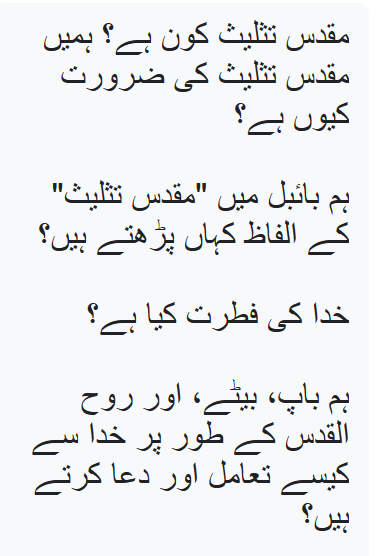 مقدس تثلیث کون ہے؟ ہمیں
مقدس تثلیث کی ضرورت
کیوں ہے؟
ہم بائبل میں "مقدس تثلیث"
کے الفاظ کہاں پڑھتے ہیں؟
خدا کی فطرت کیا ہے؟
ہم باپ، بیٹے، اور روح
القدس کے طور پر خدا سے
کیسے تعامل اور دعا کرتے
ہیں؟